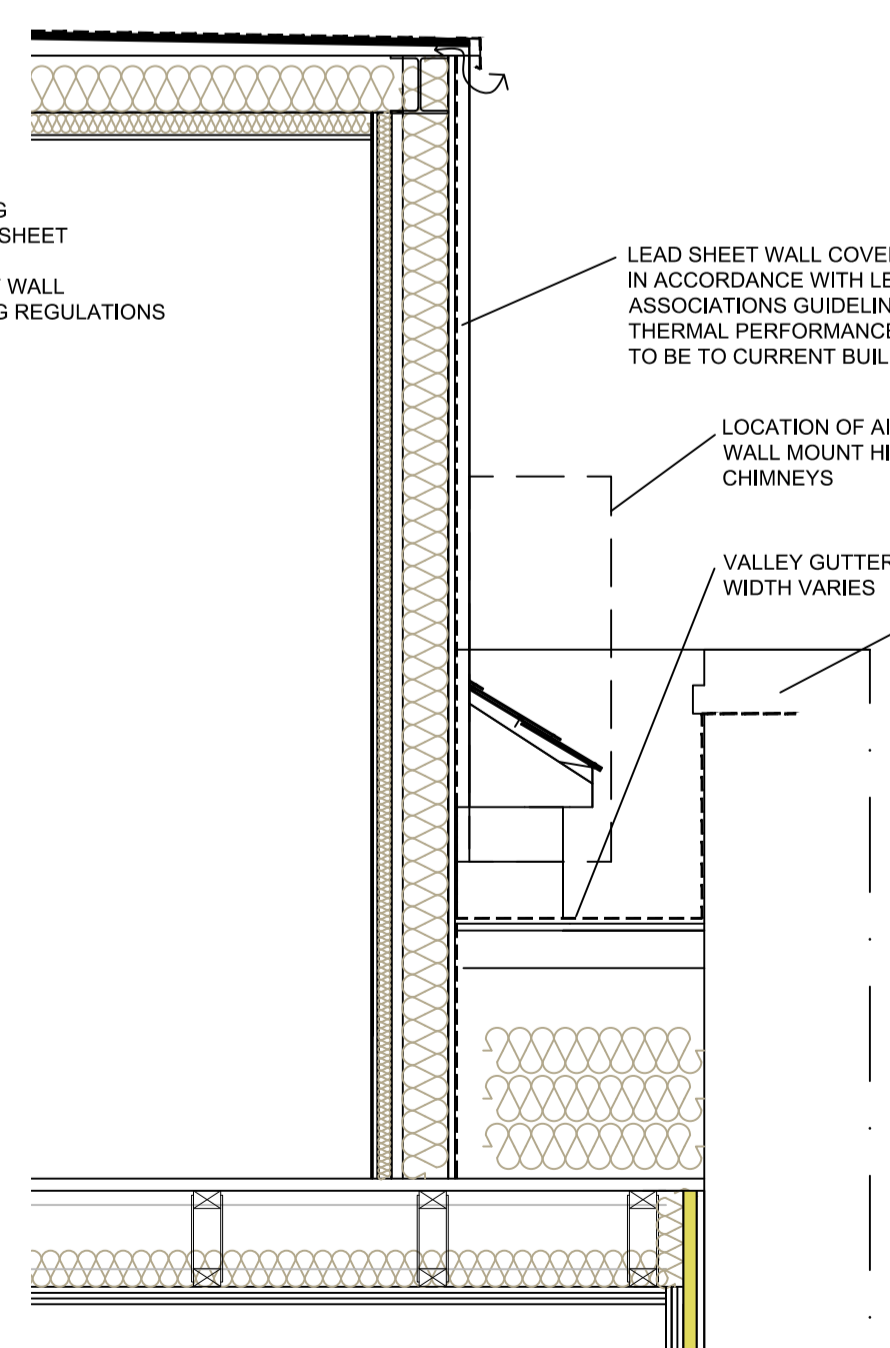 G
SHEET
WALL
G REGULATIONS
LEAD SHEET WALL COVE
IN ACCORDANCE WITH LE
ASSOCIATIONS GUIDELIN
THERMAL PERFORMANCE
TO BE TO CURRENT BUIL
LOCATION OF
WALL MOUNT
CHIMNEYS
VALLEY GUTTER
WIDTH VARIES